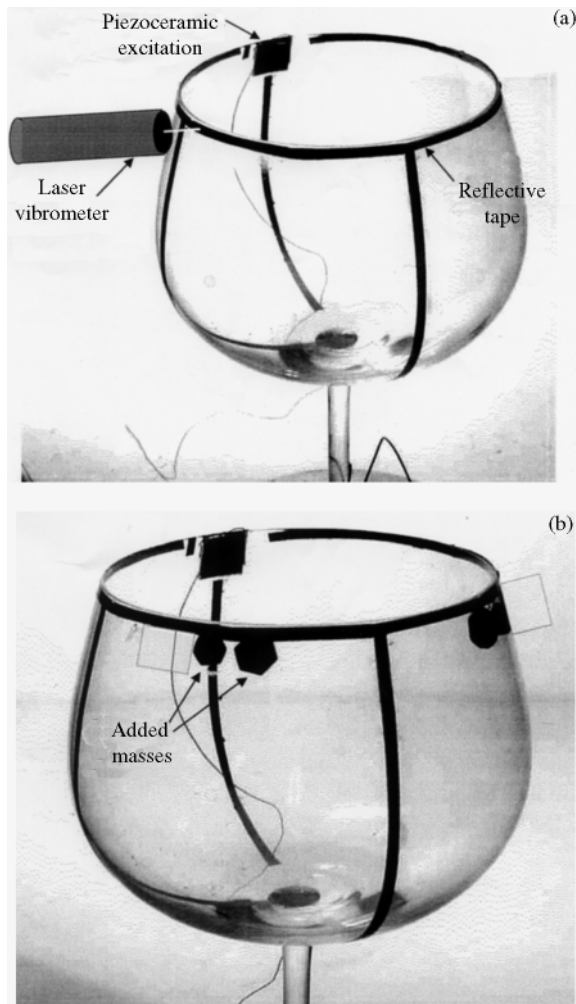 Piezoceramic
excitation
(a)
Laser
vibrometer
Reflective
tape
(b)
Added
masses